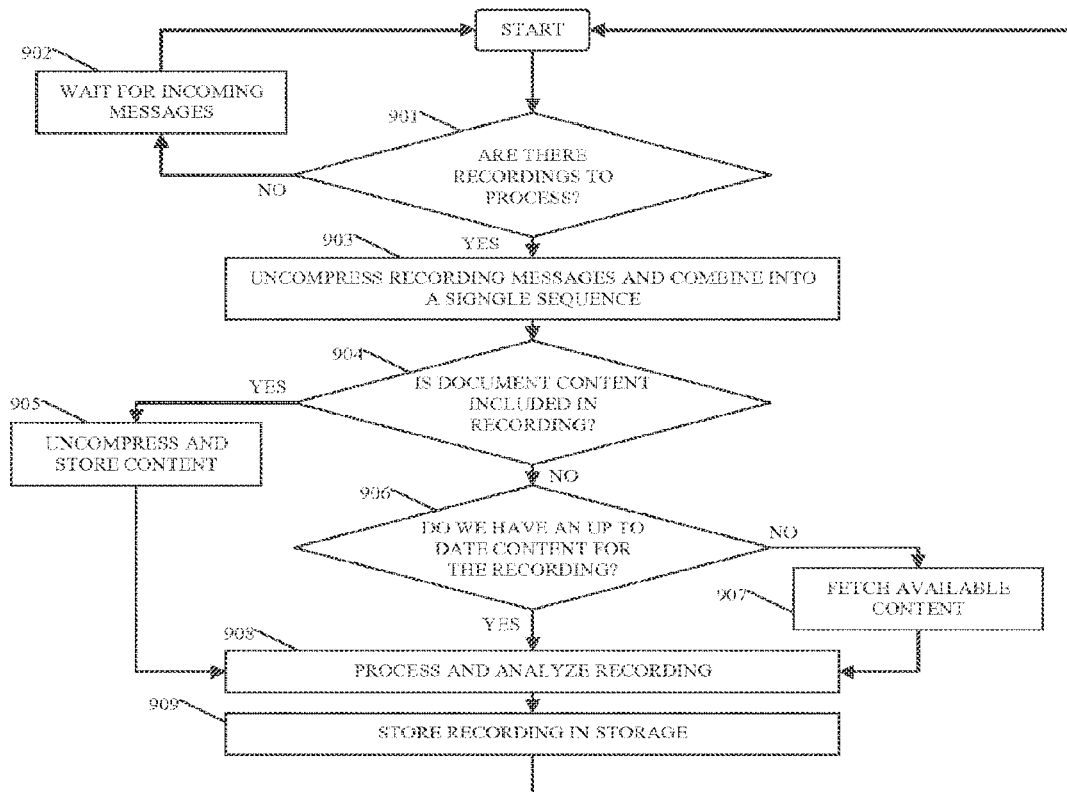 START
902
WAIT FOR INCOMING
MESSAGES
901
ARE THERE
RECORDINGS TO
PROCESS?
NO
YES
903
UNCOMPRESS RECORDING MESSAGES AND COMBINE INTO
A SIGNGLE SEQUENCE
904
IS DOCUMENT CONTENT
INCLUDED IN
RECORDING?
YES
905
UNCOMPRESS AND
STORE CONTENT
NO
906
DO WE HAVE AN UP TO
DATE CONTENT FOR
THE RECORDING?
NO
907
FETCH AVAILABLE
CONTENT
YES
908
PROCESS AND ANALYZE RECORDING
909
STORE RECORDING IN STORAGE